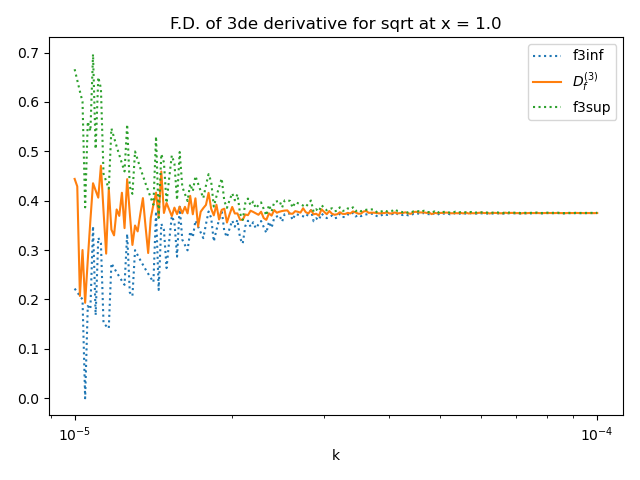 F.D. of 3de derivative for sqrt at x = 1.0
0.7
0.6
0.5
0.4
0.3
0.2
0.1
0.0
f3inf
$D_f^{(3)}$
f3sup
$10^{-5}$
$10^{-4}$
k